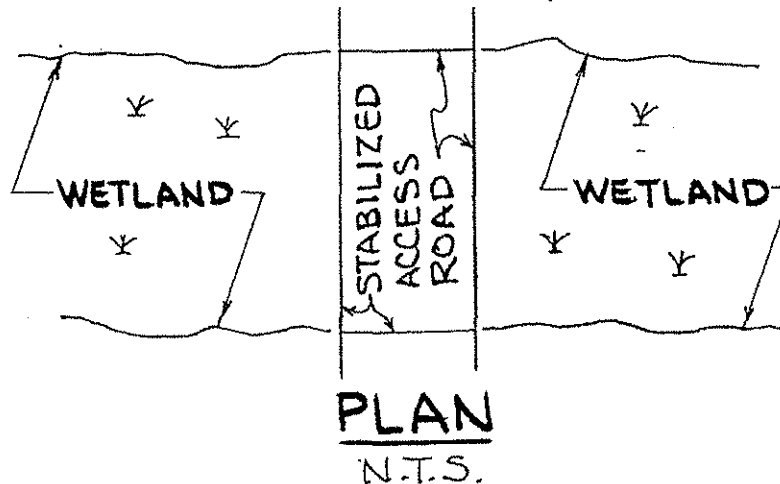 WETLAND
STABILIZED
ACCESS
ROAD
WETLAND
PLAN
N.T.S.